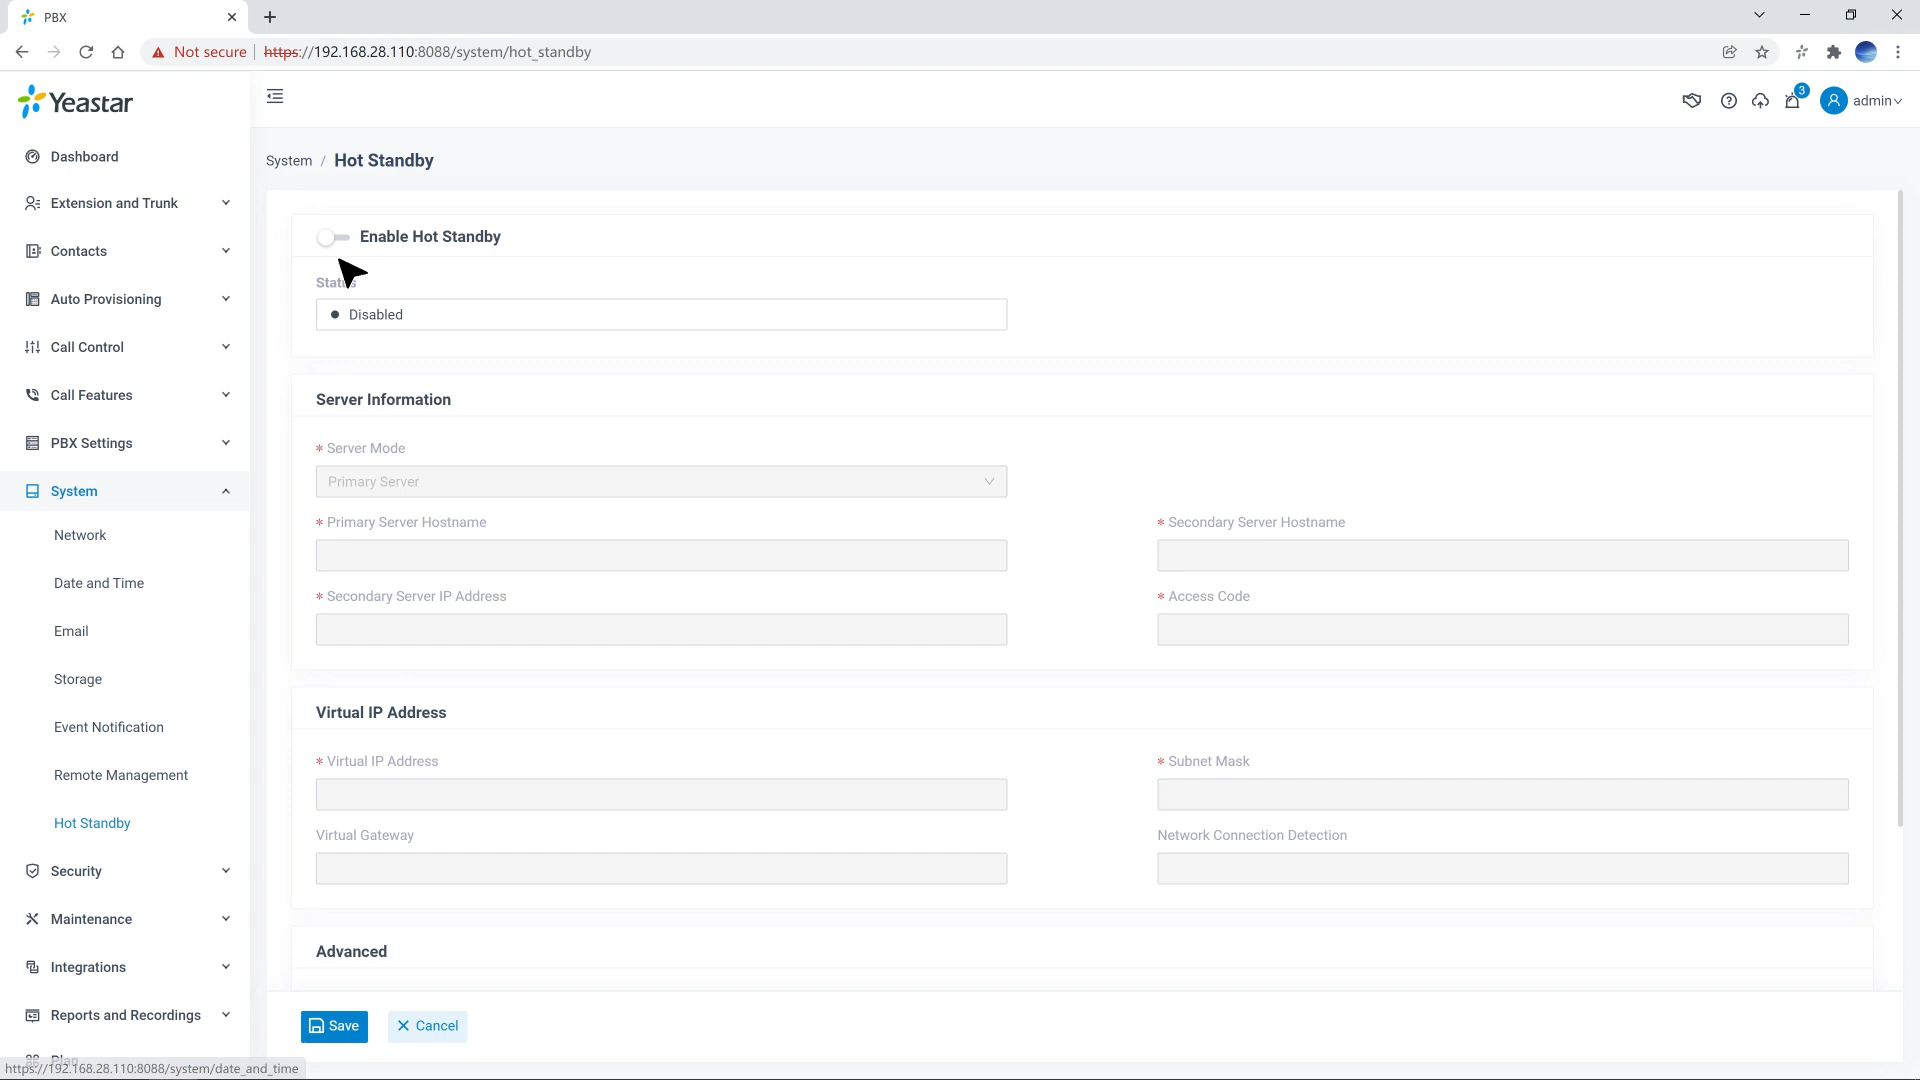 PBX
Not secure
https://192.168.28.110:8088/system/hot_standby
Yeastar
3
admin
Dashboard
Extension and Trunk
Contacts
Auto Provisioning
Call Control
Call Features
PBX Settings
System
Network
Date and Time
Email
Storage
Event Notification
Remote Management
Hot Standby
Security
Maintenance
Integrations
Reports and Recordings
Plan
https://192.168.28.110:8088/system/date_and_time
System / Hot Standby
Enable Hot Standby
Status
Disabled
Server Information
* Server Mode
Primary Server
* Primary Server Hostname
* Secondary Server Hostname
* Secondary Server IP Address
* Access Code
Virtual IP Address
* Virtual IP Address
* Subnet Mask
Virtual Gateway
Network Connection Detection
Advanced
Save
Cancel